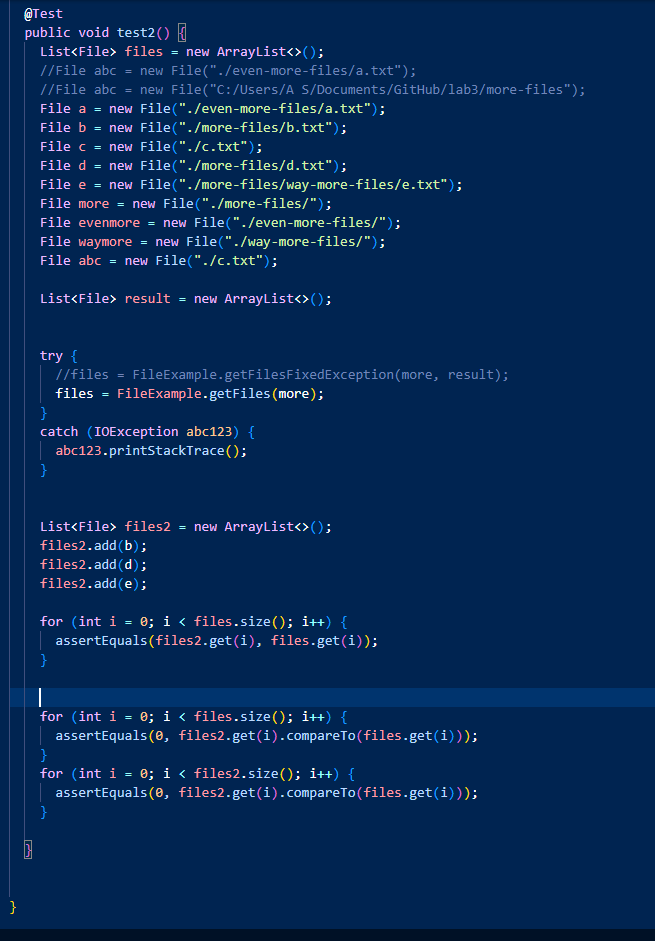 @Test
public void test2() {
List<File> files = new ArrayList<>();
//File abc = new File("./even-more-files/a.txt");
//File abc = new File("C:/Users/A S/Documents/GitHub/lab3/more-files");
File a = new File("./even-more-files/a.txt");
File b = new File("./more-files/b.txt");
File c = new File("./c.txt");
File d = new File("./more-files/d.txt");
File e = new File("./more-files/way-more-files/e.txt");
File more = new File("./more-files/");
File evenmore = new File("./even-more-files/");
File waymore = new File("./way-more-files/");
File abc = new File("./c.txt");
List<File> result = new ArrayList<>();
try {
//files = FileExample.getFilesFixedException(more, result);
files = FileExample.getFiles(more);
}
catch (IOException abc123) {
abc123.printStackTrace();
}
List<File> files2 = new ArrayList<>();
files2.add(b);
files2.add(d);
files2.add(e);
for (int i = 0; i < files.size(); i++) {
assertEquals(files2.get(i), files.get(i));
}
for (int i = 0; i < files.size(); i++) {
assertEquals(0, files2.get(i).compareTo(files.get(i)));
}
for (int i = 0; i < files2.size(); i++) {
assertEquals(0, files2.get(i).compareTo(files.get(i)));
}
}
}